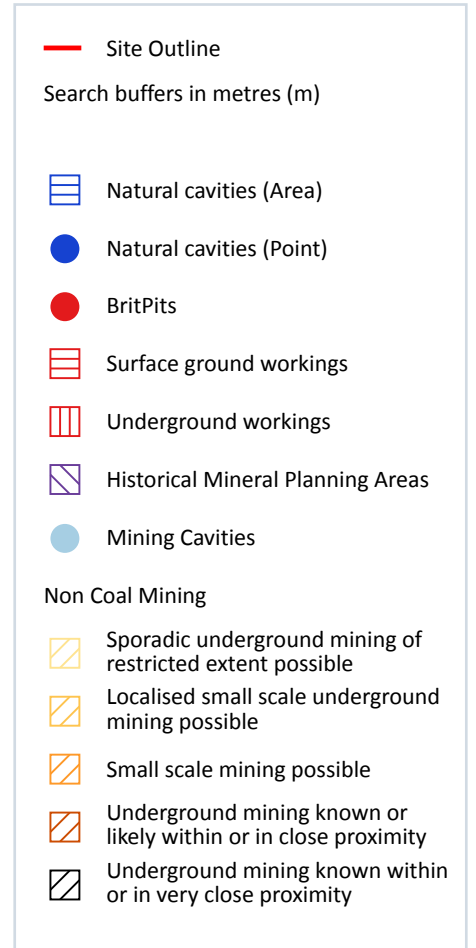 Site Outline
Search buffers in metres (m)
Natural cavities (Area)
Natural cavities (Point)
BritPits
Surface ground workings
Underground workings
Historical Mineral Planning Areas
Mining Cavities
Non Coal Mining
Sporadic underground mining of
restricted extent possible
Localised small scale underground
mining possible
Small scale mining possible
Underground mining known or
likely within or in close proximity
Underground mining known within
or in very close proximity